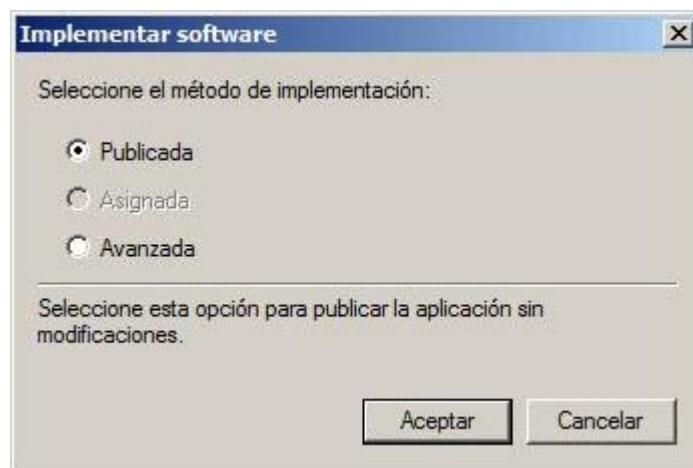 Implementar software
Seleccione el método de implementación:
Publicada
Asignada
Avanzada
Seleccione esta opción para publicar la aplicación sin
modificaciones.
Aceptar Cancelar